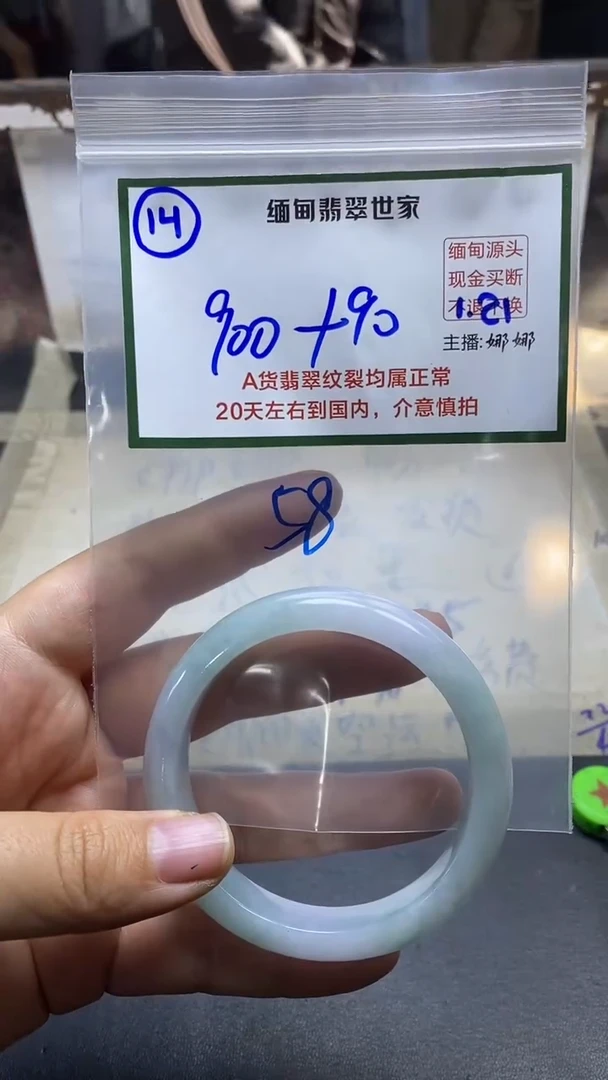 14
缅甸翡翠世家
缅甸源头
现金买断
不退不换
1.21
900+90
主播:娜娜
A货翡翠纹裂均属正常
20天左右到国内，介意慎拍
58